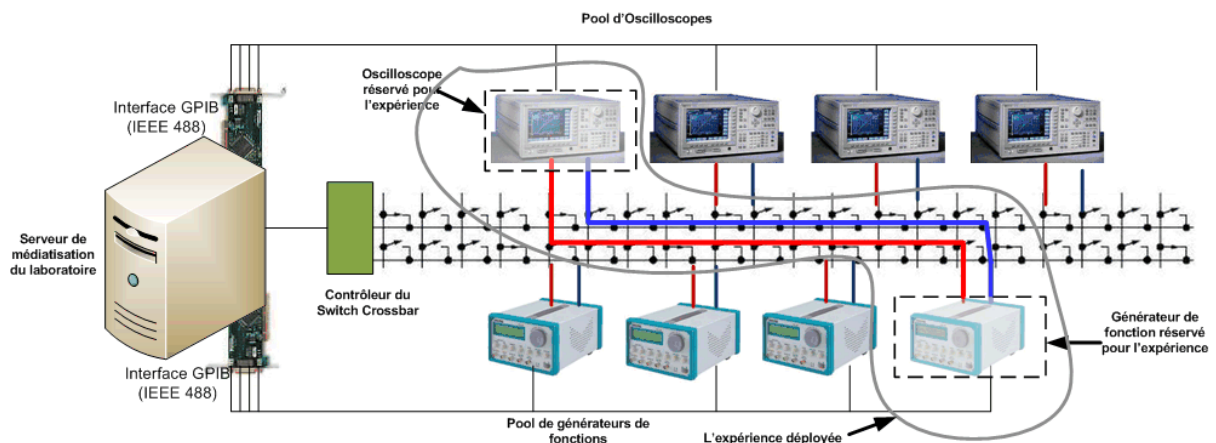 Pool d'Oscilloscopes
Oscilloscope
réservé pour
l'expérience
Interface GPIB
(IEEE 488)
Serveur de
médiatisation
du laboratoire
Contrôleur du
Switch Crossbar
Générateur de
fonction réservé
pour l'expérience
Interface GPIB
(IEEE 488)
Pool de générateurs de
fonctions
L'expérience déployée